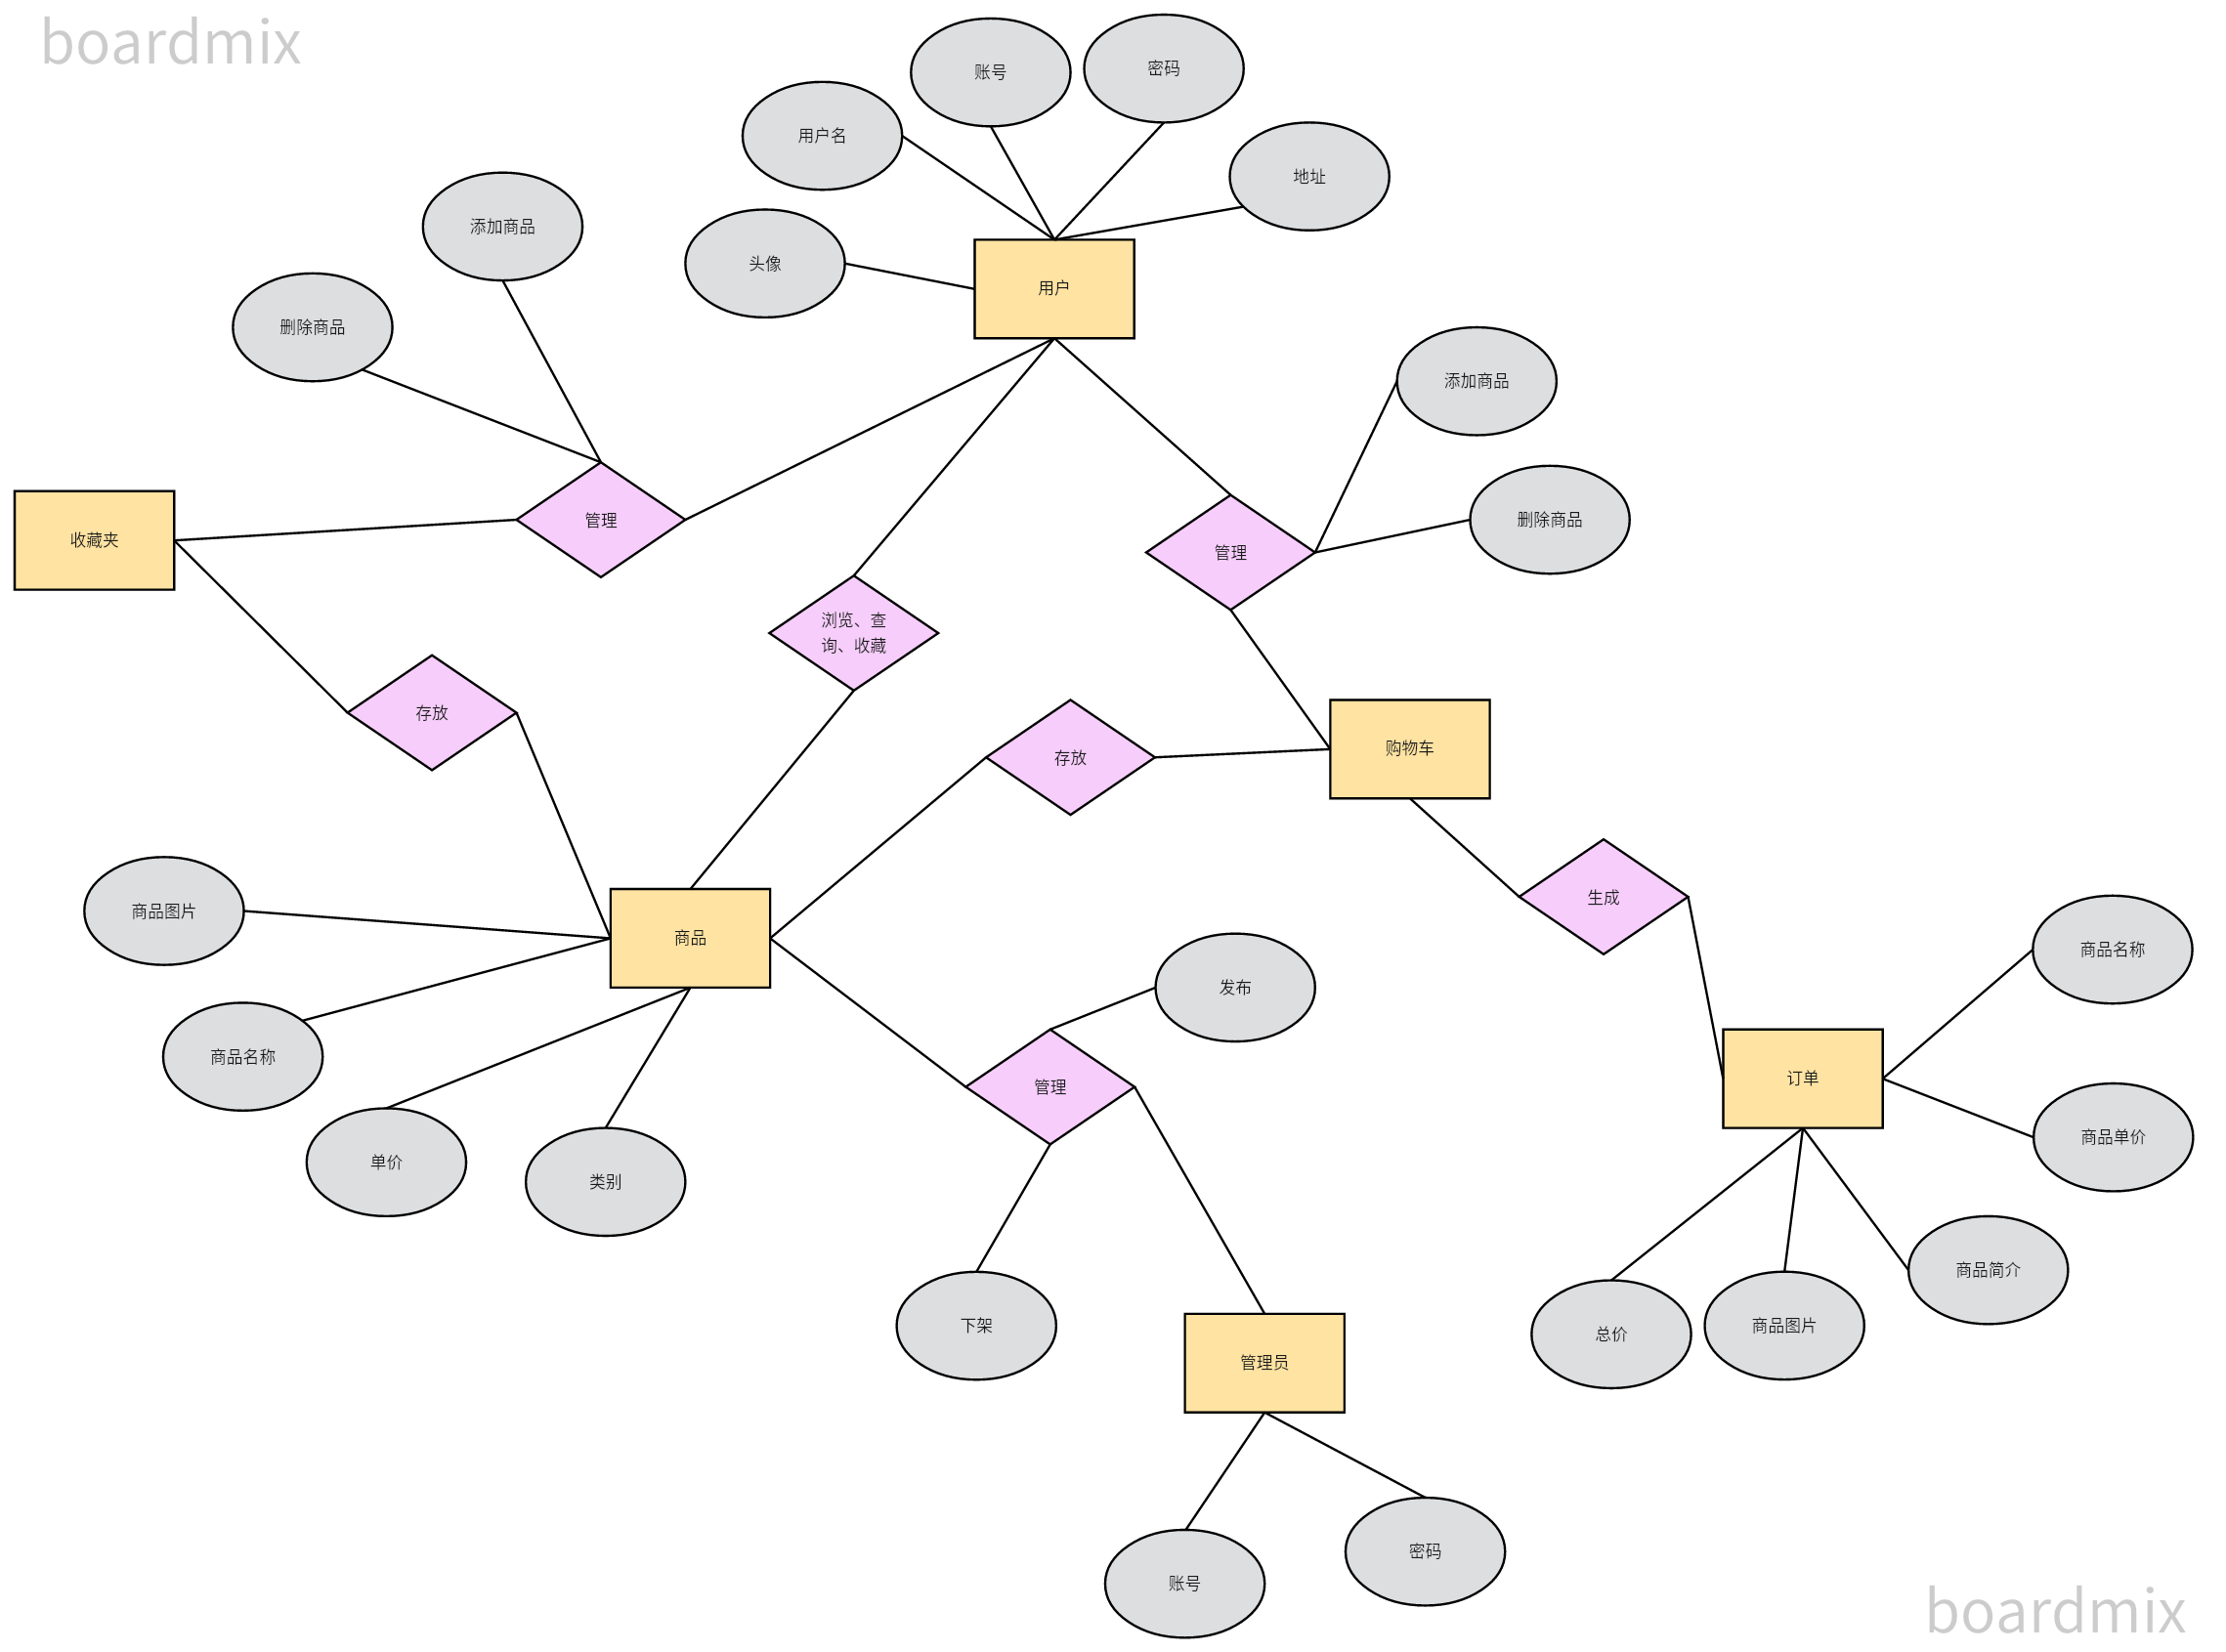 boardmix
账号
密码
用户名
地址
添加商品
头像
用户
删除商品
添加商品
管理
删除商品
收藏夹
管理
浏览、查
询、收藏
存放
存放
购物车
生成
商品图片
商品
商品名称
发布
商品名称
管理
订单
单价
商品单价
类别
商品简介
下架
总价
商品图片
管理员
密码
账号
boardmix